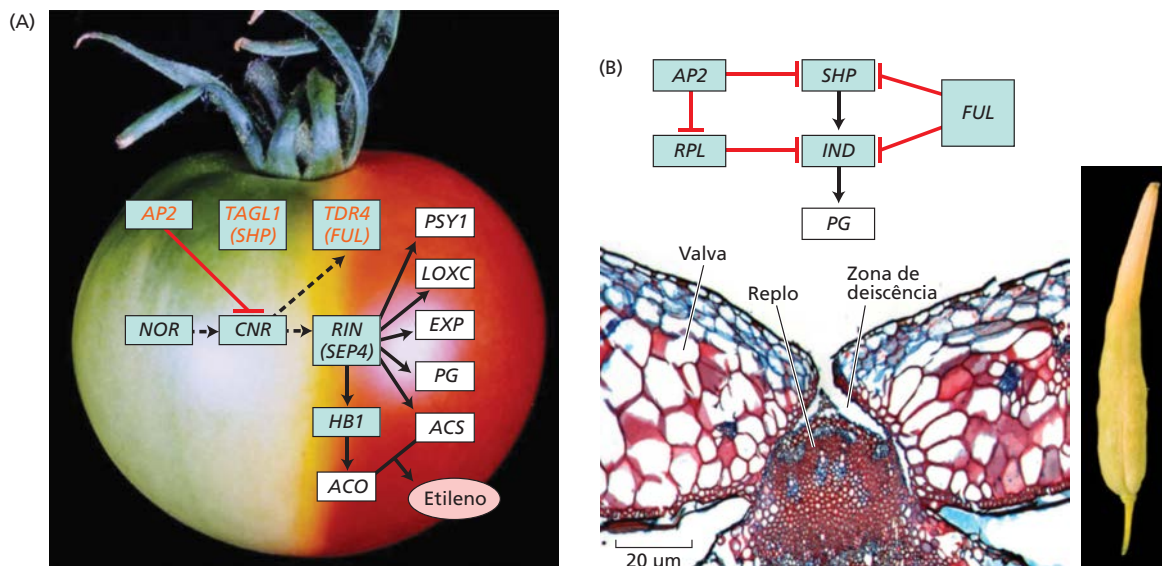 (A)
AP2
TAGL1
(SHP)
TDR4
(FUL)
PSY1
LOXC
NOR
CNR
RIN
(SEP4)
EXP
PG
HB1
ACS
ACO
Etileno
(B)
AP2
SHP
FUL
RPL
IND
PG
Valva
Replo
Zona de
deiscência
20 µm